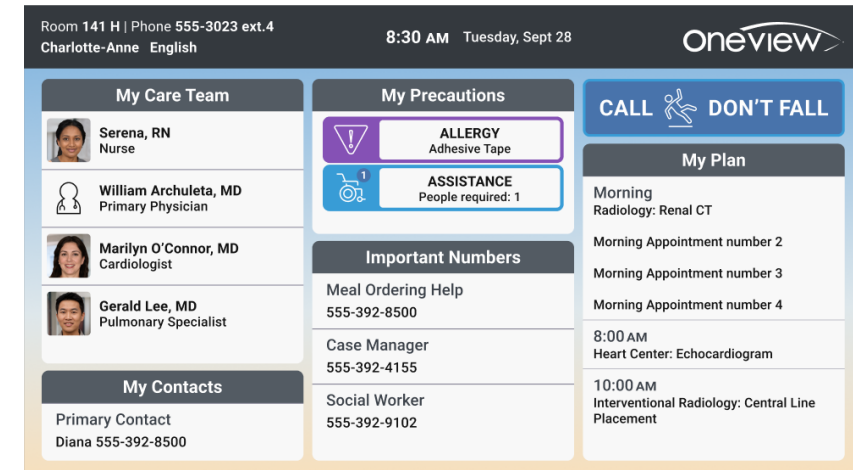 Room 141 H | Phone 555-3023 ext.4
Charlotte-Anne English
8:30 AM Tuesday, Sept 28
Oneview
My Care Team
Serena, RN
Nurse
William Archuleta, MD
Primary Physician
Marilyn O’Connor, MD
Cardiologist
Gerald Lee, MD
Pulmonary Specialist
My Contacts
Primary Contact
Diana 555-392-8500
My Precautions
ALLERGY
Adhesive Tape
1
ASSISTANCE
People required: 1
Important Numbers
Meal Ordering Help
555-392-8500
Case Manager
555-392-4155
Social Worker
555-392-9102
CALL DON’T FALL
My Plan
Morning
Radiology: Renal CT
Morning Appointment number 2
Morning Appointment number 3
Morning Appointment number 4
8:00 AM
Heart Center: Echocardiogram
10:00 AM
Interventional Radiology: Central Line
Placement